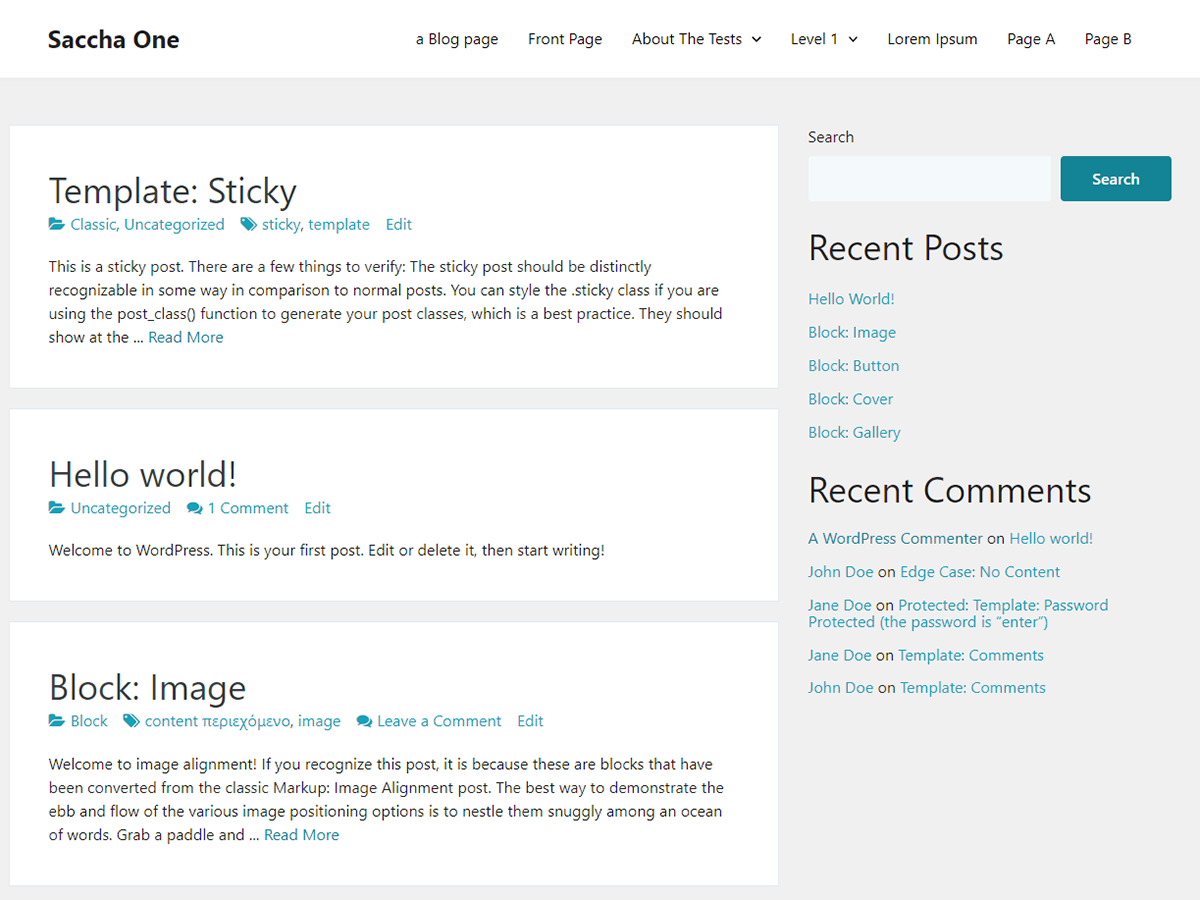 Saccha One
a Blog page Front Page About The Tests Level 1 Lorem Ipsum Page A Page B
Template: Sticky
Classic, Uncategorized sticky, template Edit
This is a sticky post. There are a few things to verify: The sticky post should be distinctly
recognizable in some way in comparison to normal posts. You can style the .sticky class if you are
using the post_class() function to generate your post classes, which is a best practice. They should
show at the ... Read More
Hello world!
Uncategorized 1 Comment Edit
Welcome to WordPress. This is your first post. Edit or delete it, then start writing!
Block: Image
Block content περιεχόμενο, image Leave a Comment Edit
Welcome to image alignment! If you recognize this post, it is because these are blocks that have
been converted from the classic Markup: Image Alignment post. The best way to demonstrate the
ebb and flow of the various image positioning options is to nestle them snuggly among an ocean
of words. Grab a paddle and ... Read More
Search
Search
Recent Posts
Hello World!
Block: Image
Block: Button
Block: Cover
Block: Gallery
Recent Comments
A WordPress Commenter on Hello world!
John Doe on Edge Case: No Content
Jane Doe on Protected: Template: Password
Protected (the password is “enter”)
Jane Doe on Template: Comments
John Doe on Template: Comments